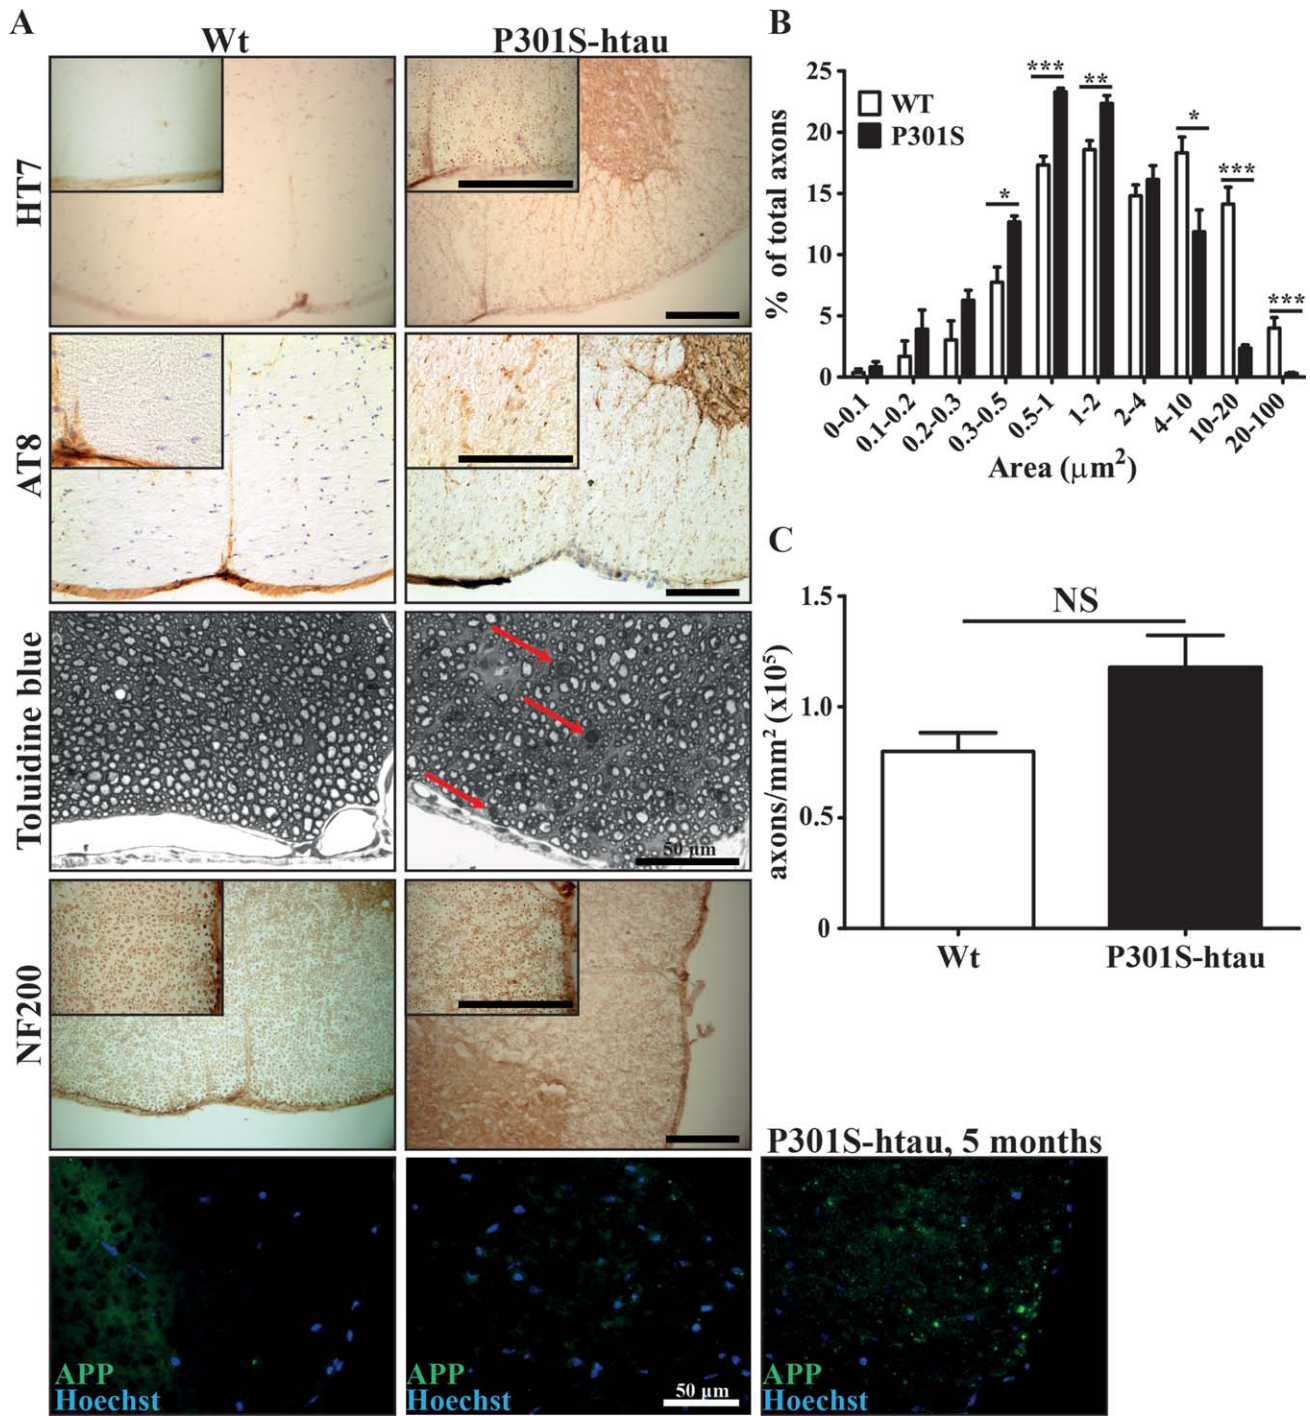 A
Wt
P301S-htau
HT7
AT8
Toluidine blue
50 µm
NF200
P301S-htau, 5 months
APP
Hoechst
APP
Hoechst
50 µm
APP
Hoechst
B
25
20
15
10
5
0
% of total axons
WT
P301S
*
***
**
*
***
***
0-0.1
0.1-0.2
0.2-0.3
0.3-0.5
0.5-1
1-2
2-4
4-10
10-20
20-100
Area (µm²)
C
1.5
1.0
0.5
0
axons/mm² (x10⁵)
NS
Wt
P301S-htau